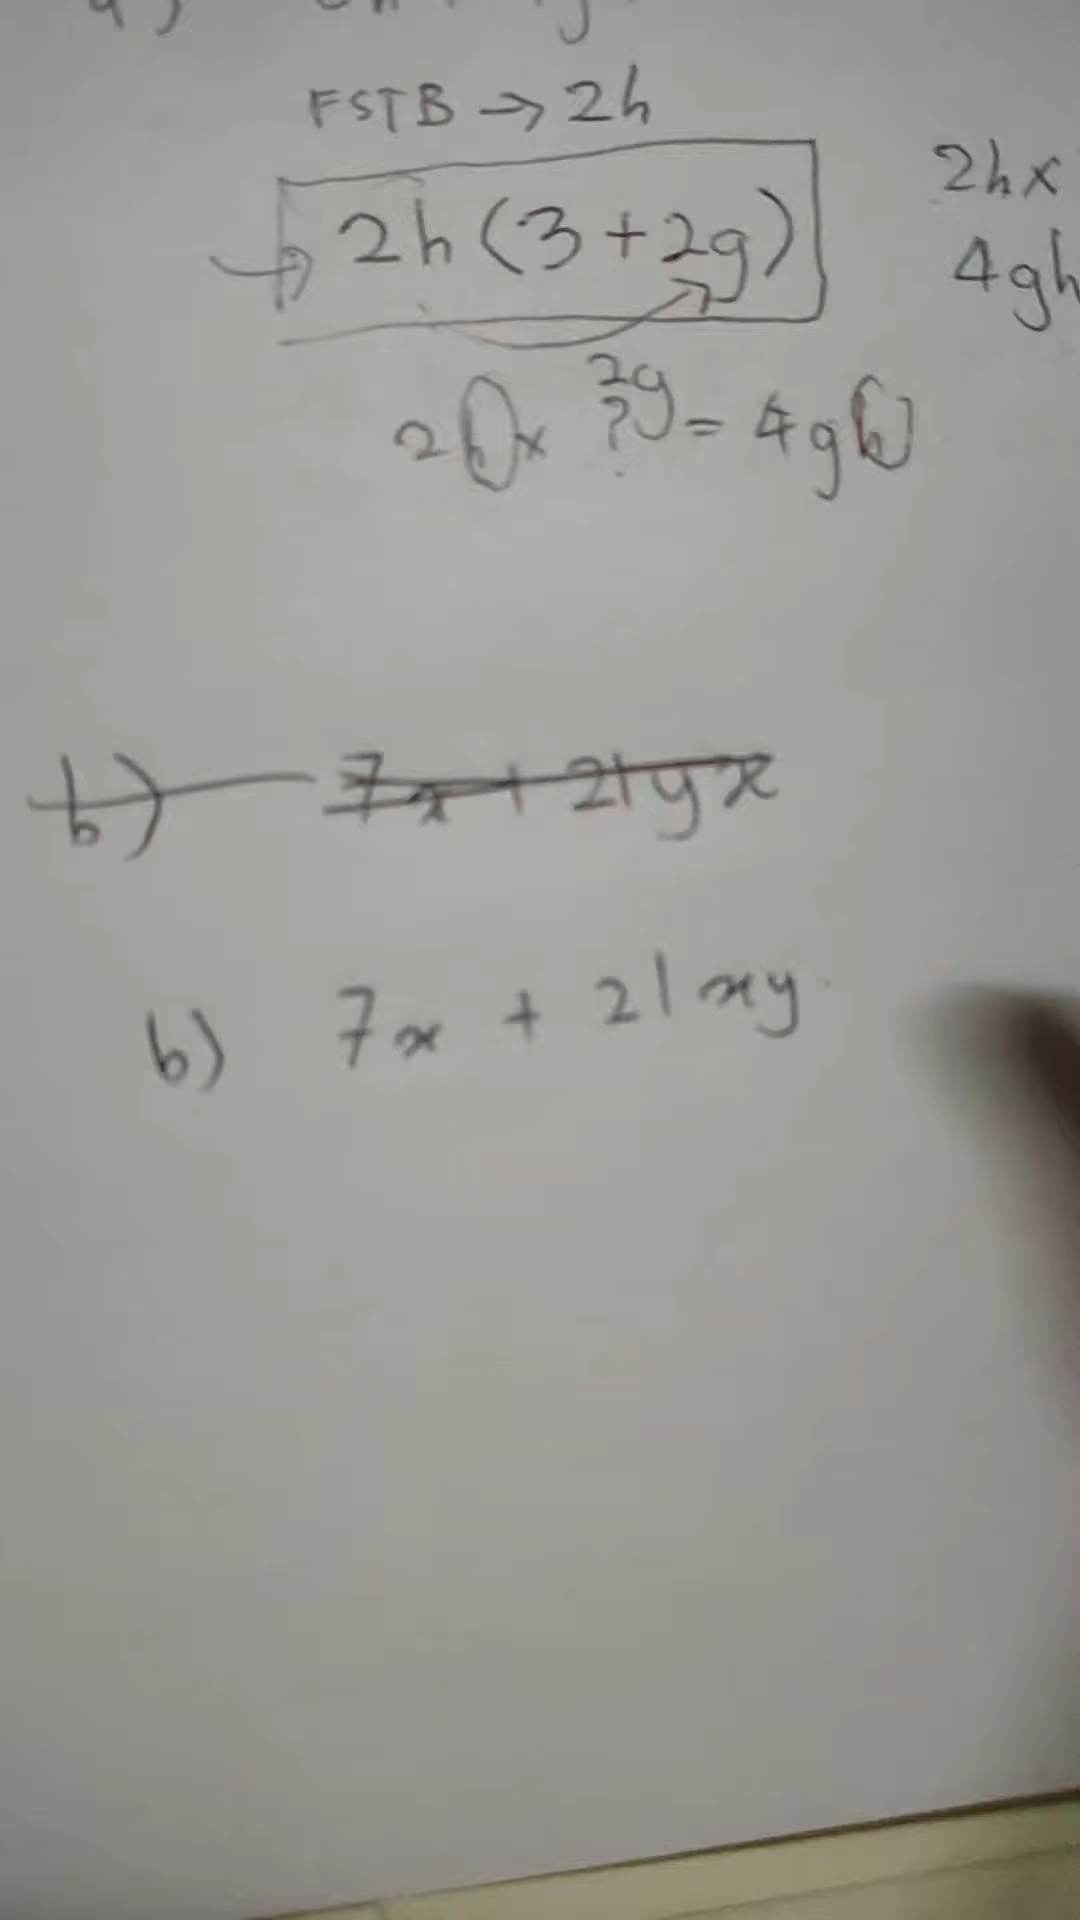 FSTB → 2h
2h (3 + 2g)
2h x
4gh
2g
2h x ? = 4gh
b) 7x + 21yx
b) 7x + 21xy